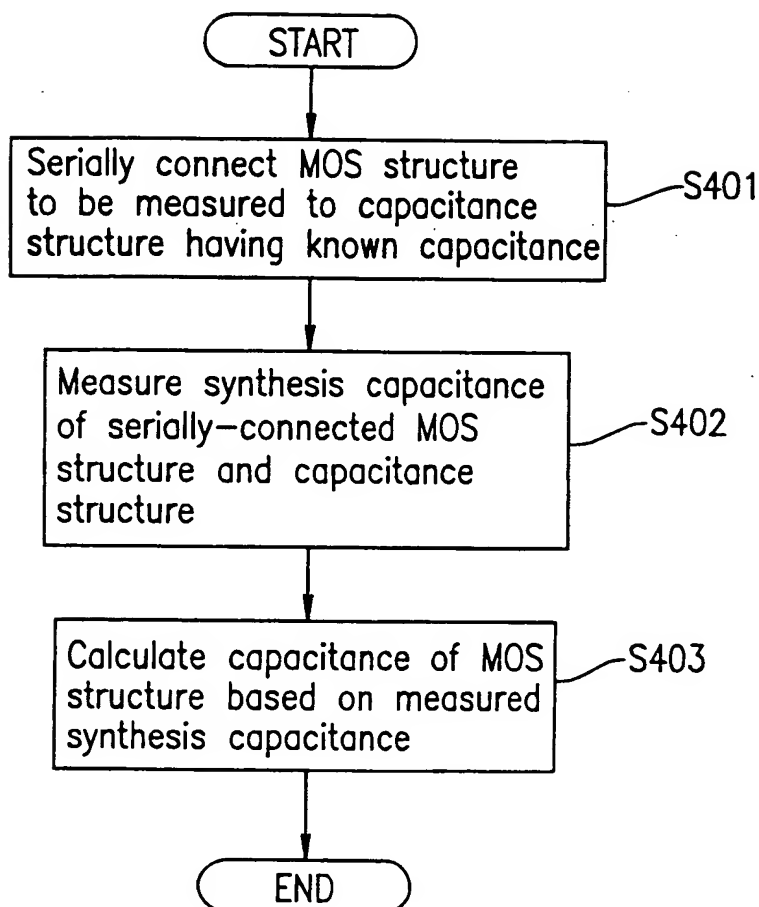 START
Serially connect MOS structure
to be measured to capacitance
structure having known capacitance
S401
Measure synthesis capacitance
of serially-connected MOS
structure and capacitance
structure
S402
Calculate capacitance of MOS
structure based on measured
synthesis capacitance
S403
END